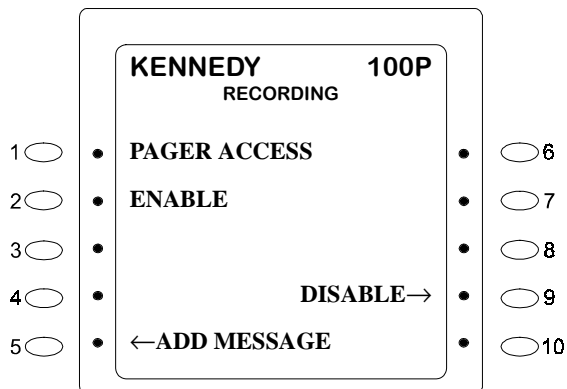 KENNEDY 100P
RECORDING
1 PAGER ACCESS 6
2 ENABLE 7
3 8
4 DISABLE→ 9
5 ←ADD MESSAGE 10